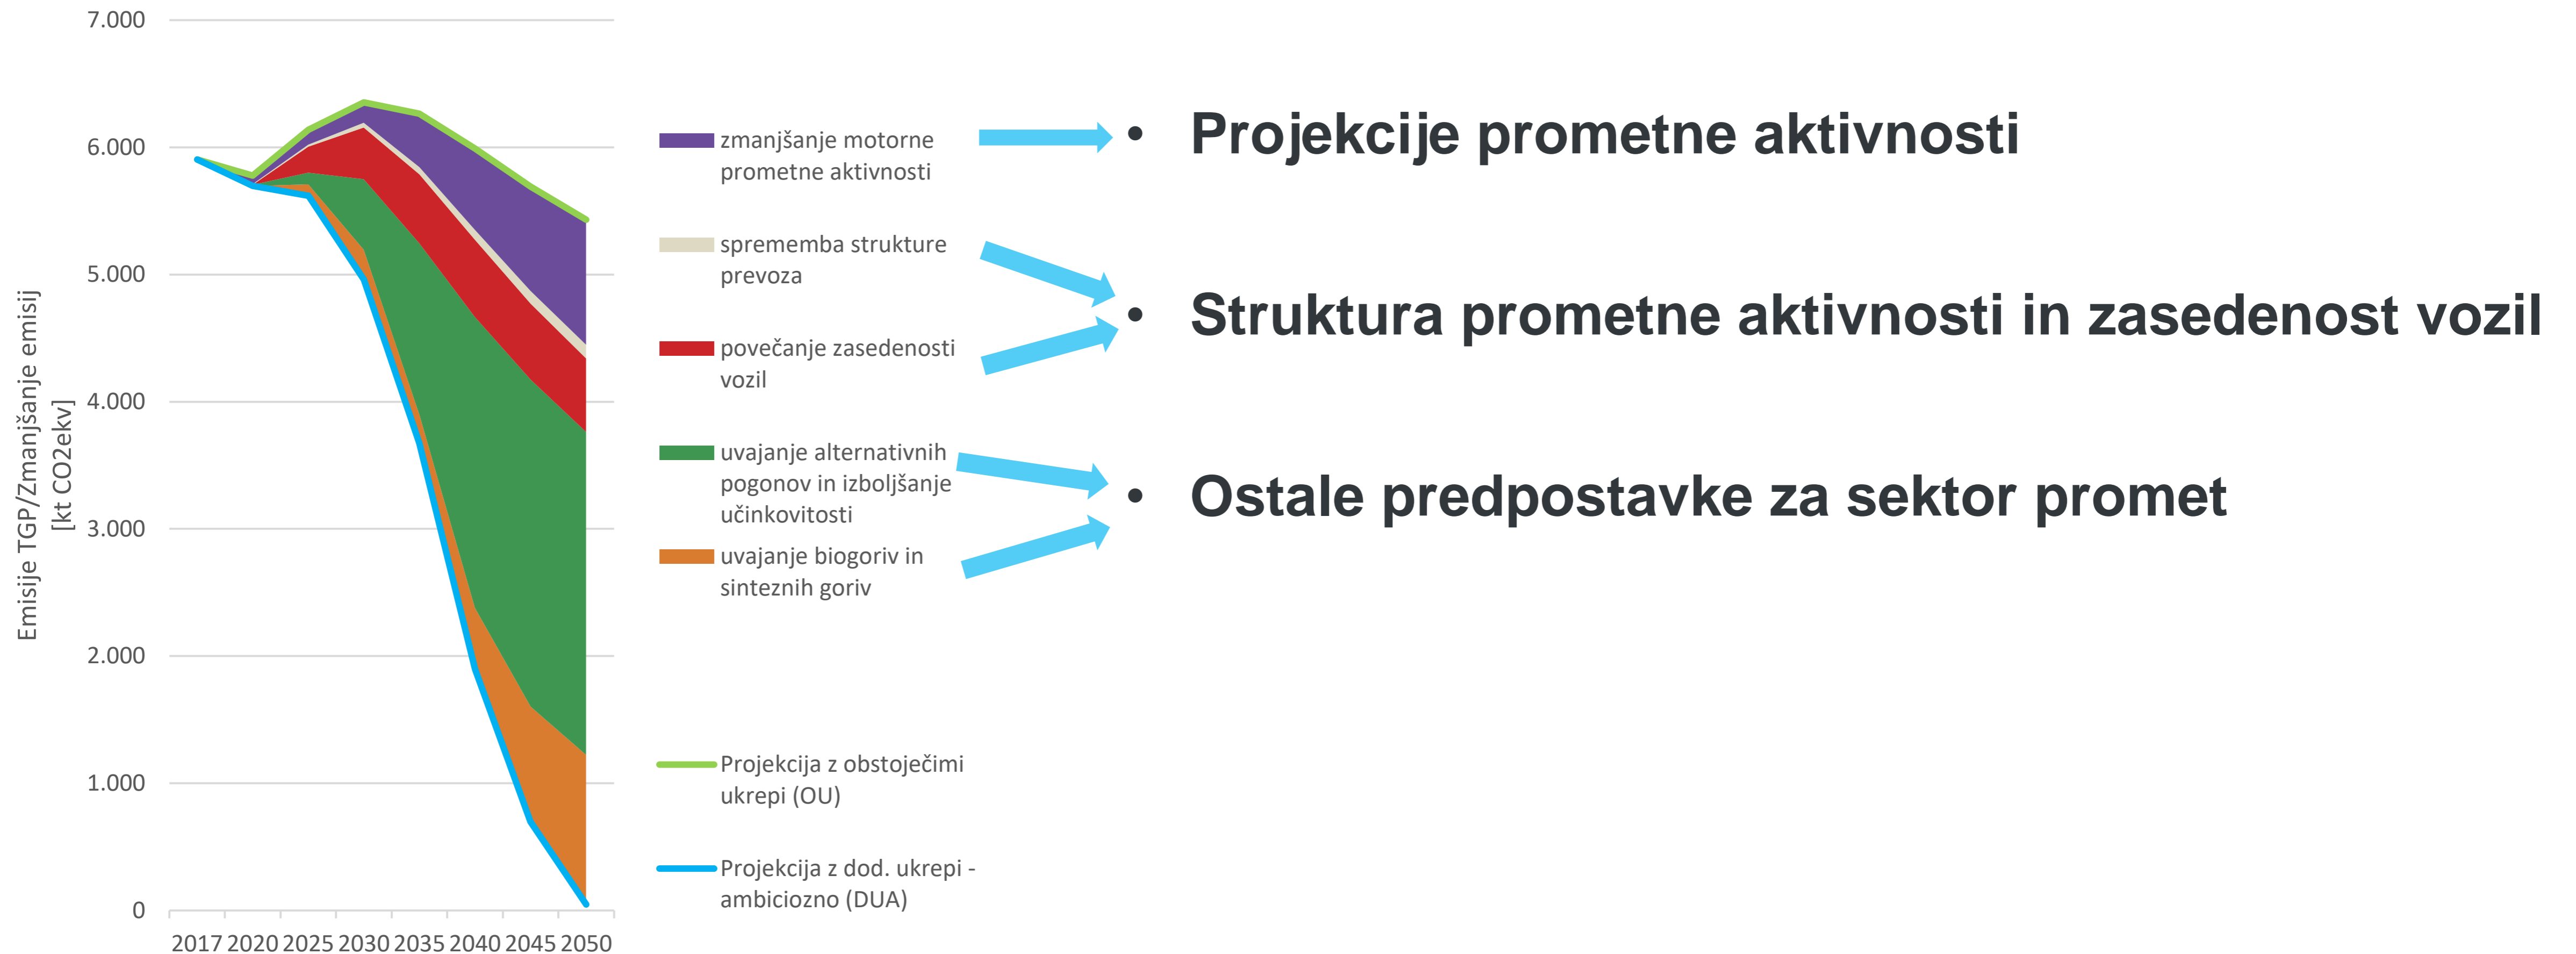 Emisije TGP/Zmanjšanje emisij
[kt CO2ekv]
7.000
6.000
5.000
4.000
3.000
2.000
1.000
0
2017 2020 2025 2030 2035 2040 2045 2050
zmanjšanje motorne
prometne aktivnosti
sprememba strukture
prevoza
povečanje zasedenosti
vozil
uvajanje alternativnih
pogonov in izboljšanje
učinkovitosti
uvajanje biogoriv in
sinteznih goriv
Projekcija z obstoječimi
ukrepi (OU)
Projekcija z dod. ukrepi -
ambiciozno (DUA)
• Projekcije prometne aktivnosti
• Struktura prometne aktivnosti in zasedenost vozil
• Ostale predpostavke za sektor promet